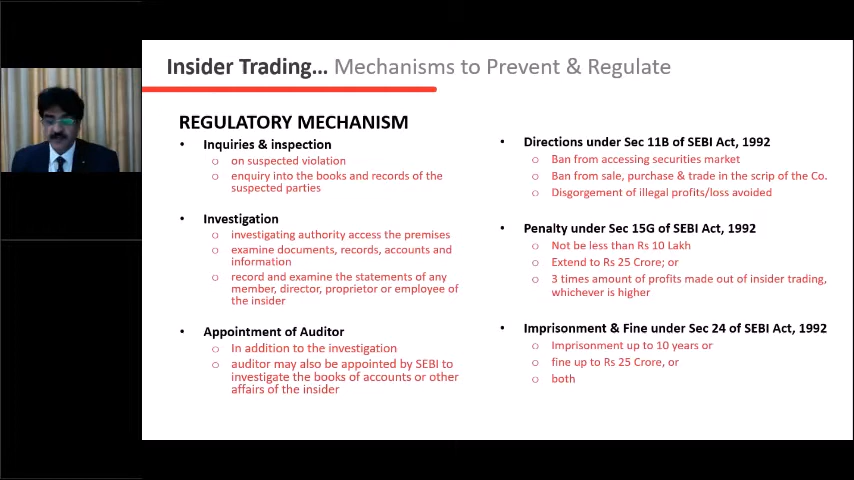 Insider Trading... Mechanisms to Prevent & Regulate
REGULATORY MECHANISM
• Inquiries & inspection
o on suspected violation
o enquiry into the books and records of the
suspected parties
• Investigation
o investigating authority access the premises
o examine documents, records, accounts and
information
o record and examine the statements of any
member, director, proprietor or employee of
the insider
• Appointment of Auditor
o In addition to the investigation
o auditor may also be appointed by SEBI to
investigate the books of accounts or other
affairs of the insider
• Directions under Sec 11B of SEBI Act, 1992
o Ban from accessing securities market
o Ban from sale, purchase & trade in the scrip of the Co.
o Disgorgement of illegal profits/loss avoided
• Penalty under Sec 15G of SEBI Act, 1992
o Not be less than Rs 10 Lakh
o Extend to Rs 25 Crore; or
o 3 times amount of profits made out of insider trading,
whichever is higher
• Imprisonment & Fine under Sec 24 of SEBI Act, 1992
o Imprisonment up to 10 years or
o fine up to Rs 25 Crore, or
o both